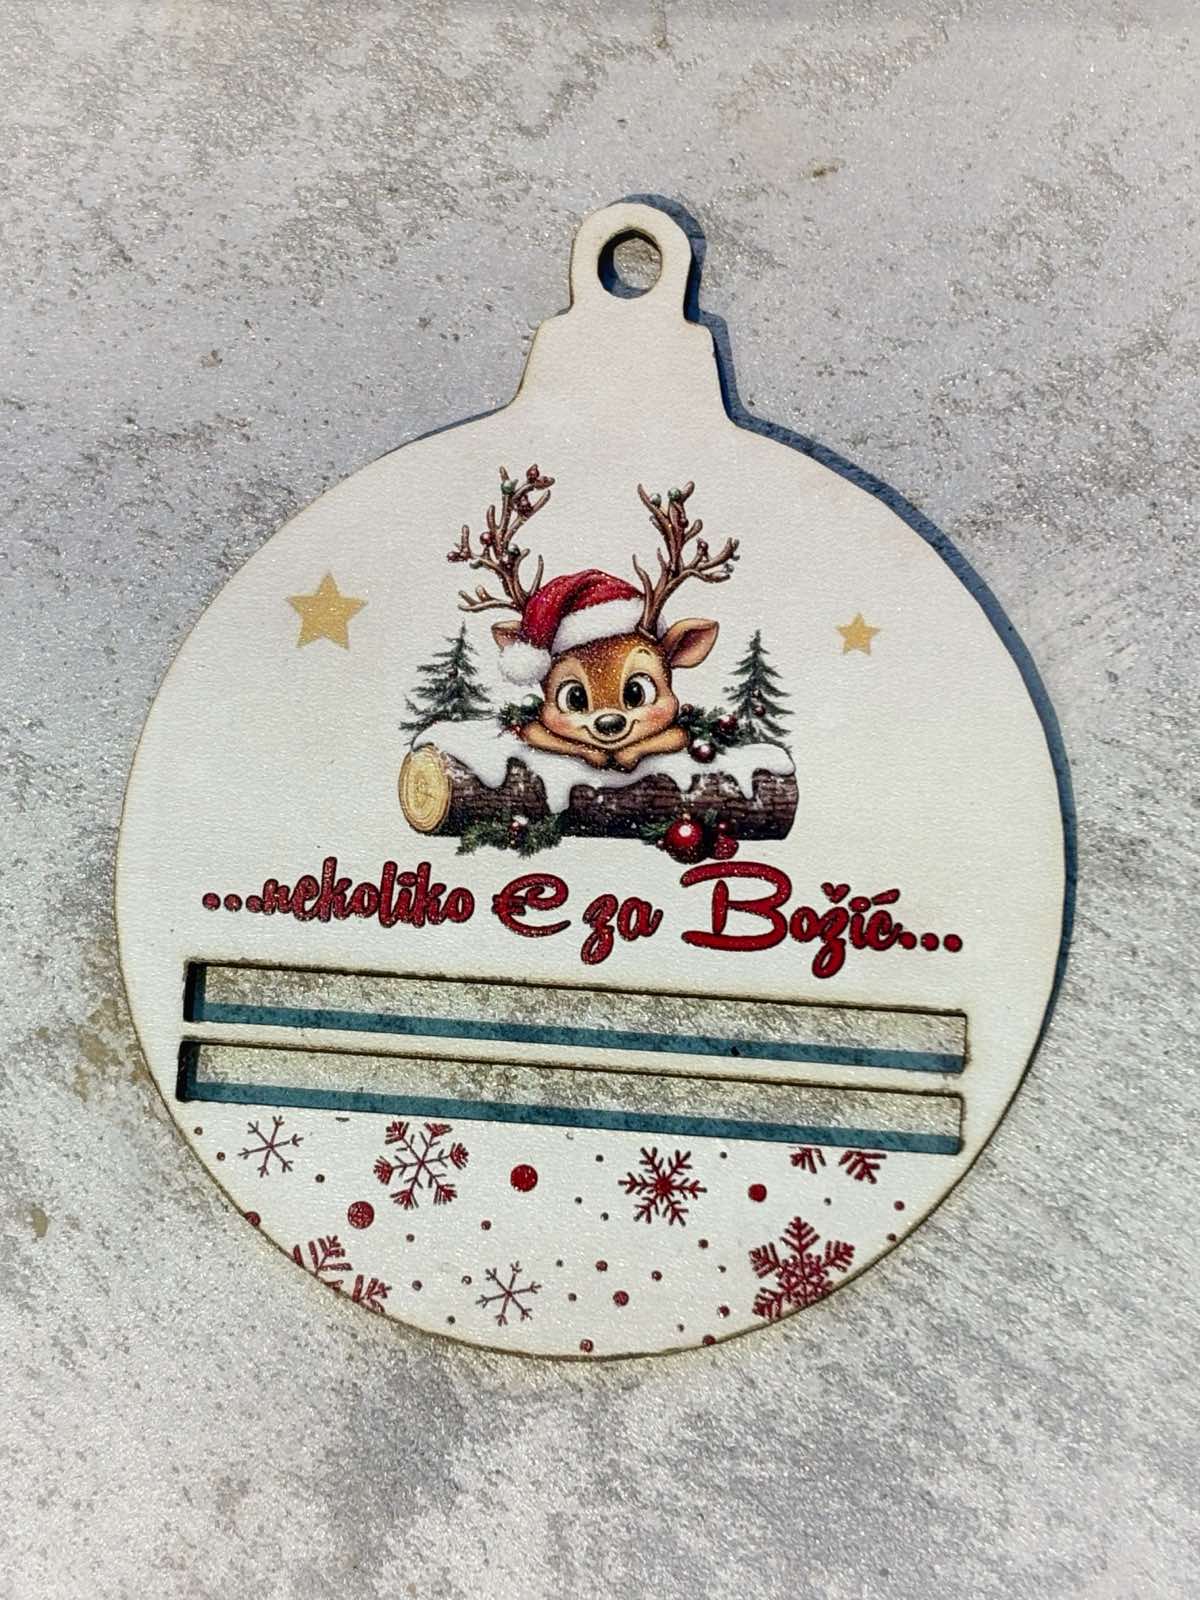 ...nekoliko € za Božić...